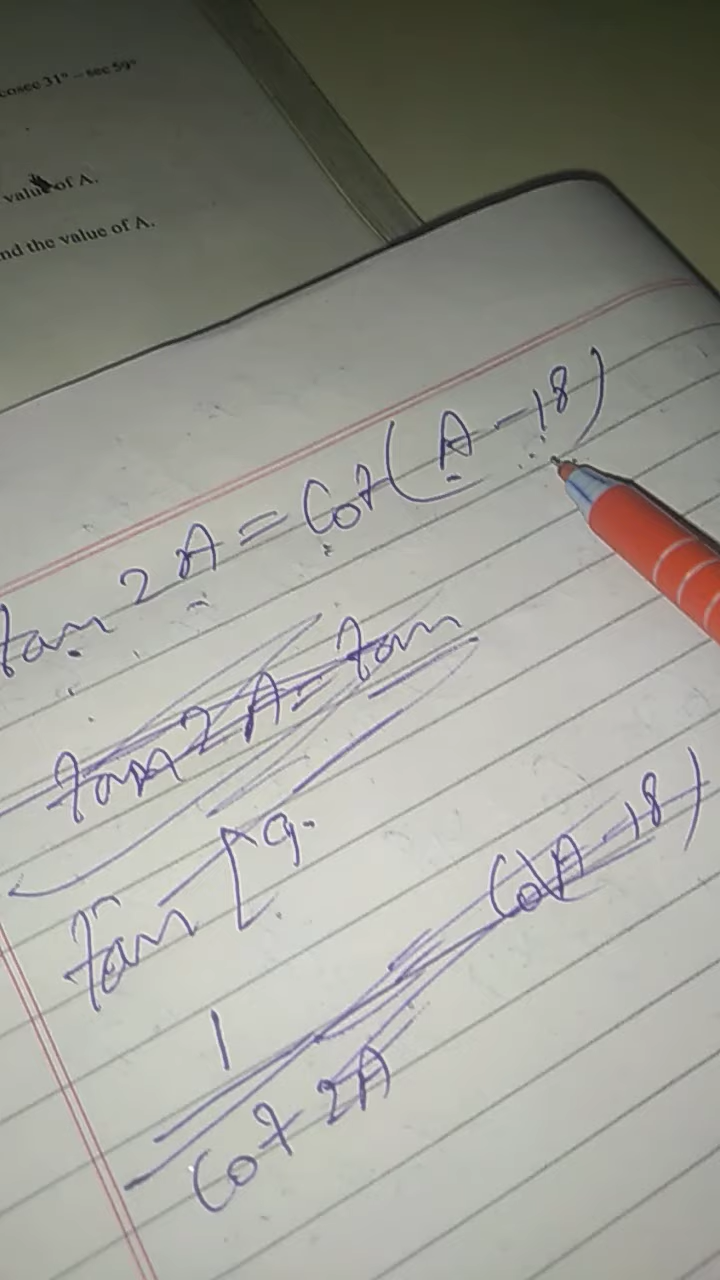 cosec 31° – sec 59°
value of A.
nd the value of A.
tan 2A = Cot (A - 18)
tan 2A = tan
tan [9
Cot(A - 18)
1
Cot 2A